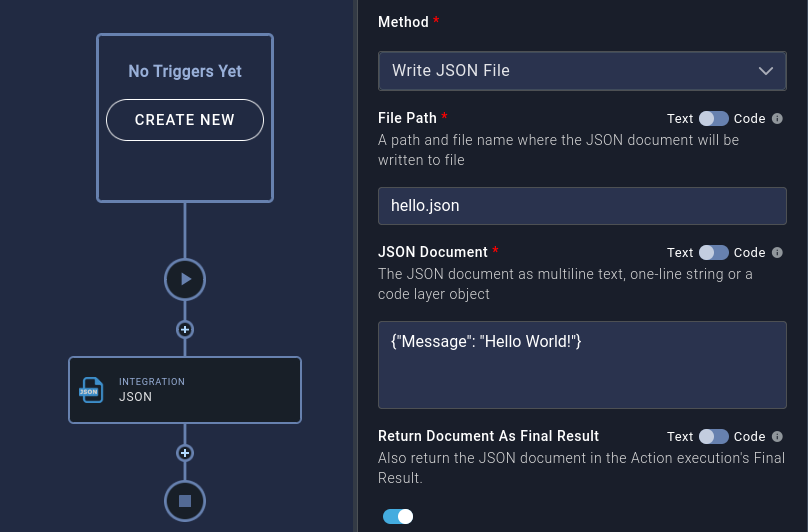 No Triggers Yet
CREATE NEW
INTEGRATION
JSON
JSON
Method *
Write JSON File
File Path * Text Code
A path and file name where the JSON document will be
written to file
hello.json
JSON Document * Text Code
The JSON document as multiline text, one-line string or a
code layer object
{"Message": "Hello World!"}
Return Document As Final Result Text Code
Also return the JSON document in the Action execution's Final
Result.